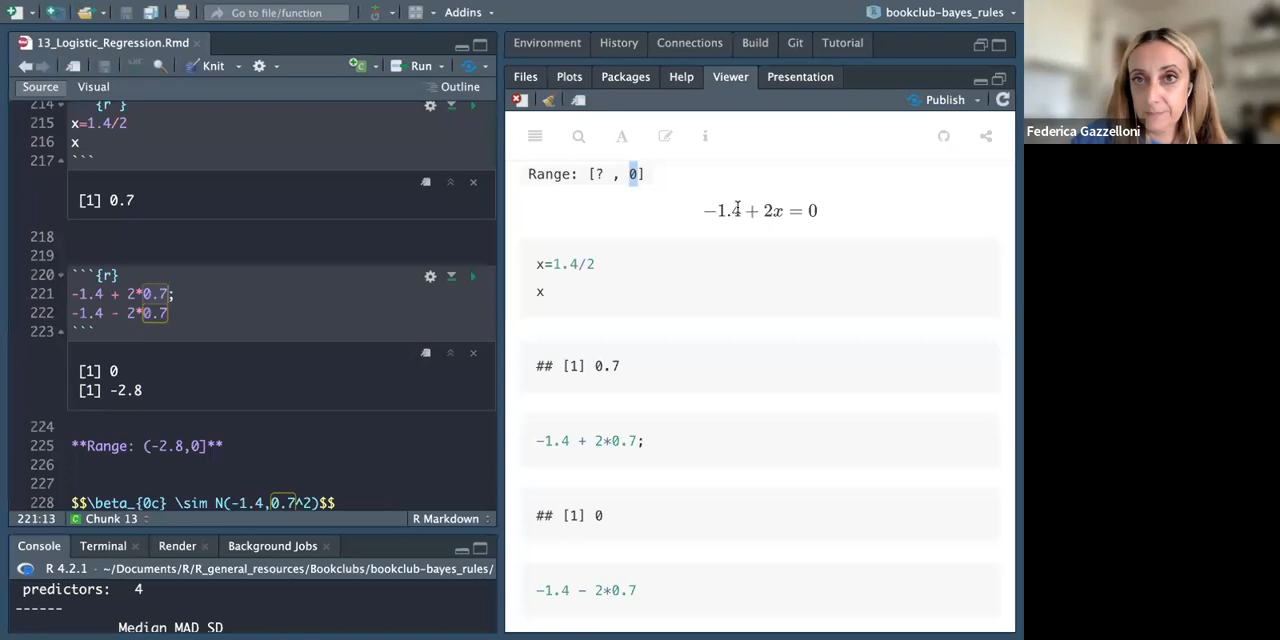 Go to file/function
Addins
bookclub-bayes_rules
13_Logistic_Regression.Rmd
Knit
Run
Source
Visual
Outline
214 {r }
215 x=1.4/2
216 x
217 ```
[1] 0.7
218
219
220 ```{r}
221 -1.4 + 2*0.7;
222 -1.4 - 2*0.7
223 ```
[1] 0
[1] -2.8
224
225 **Range: (-2.8,0]**
226
227
228 $$\beta_{0c} \sim N(-1.4,0.7^2)$$
221:13 Chunk 13 R Markdown
Console Terminal Render Background Jobs
R 4.2.1 · ~/Documents/R/R_general_resources/Bookclubs/bookclub-bayes_rules/
predictors: 4
------
Median MAD_SD
Environment History Connections Build Git Tutorial
Files Plots Packages Help Viewer Presentation
Publish
Range: [? , 0]
−1.4 + 2x = 0
x=1.4/2
x
## [1] 0.7
-1.4 + 2*0.7;
## [1] 0
-1.4 - 2*0.7
Federica Gazzelloni